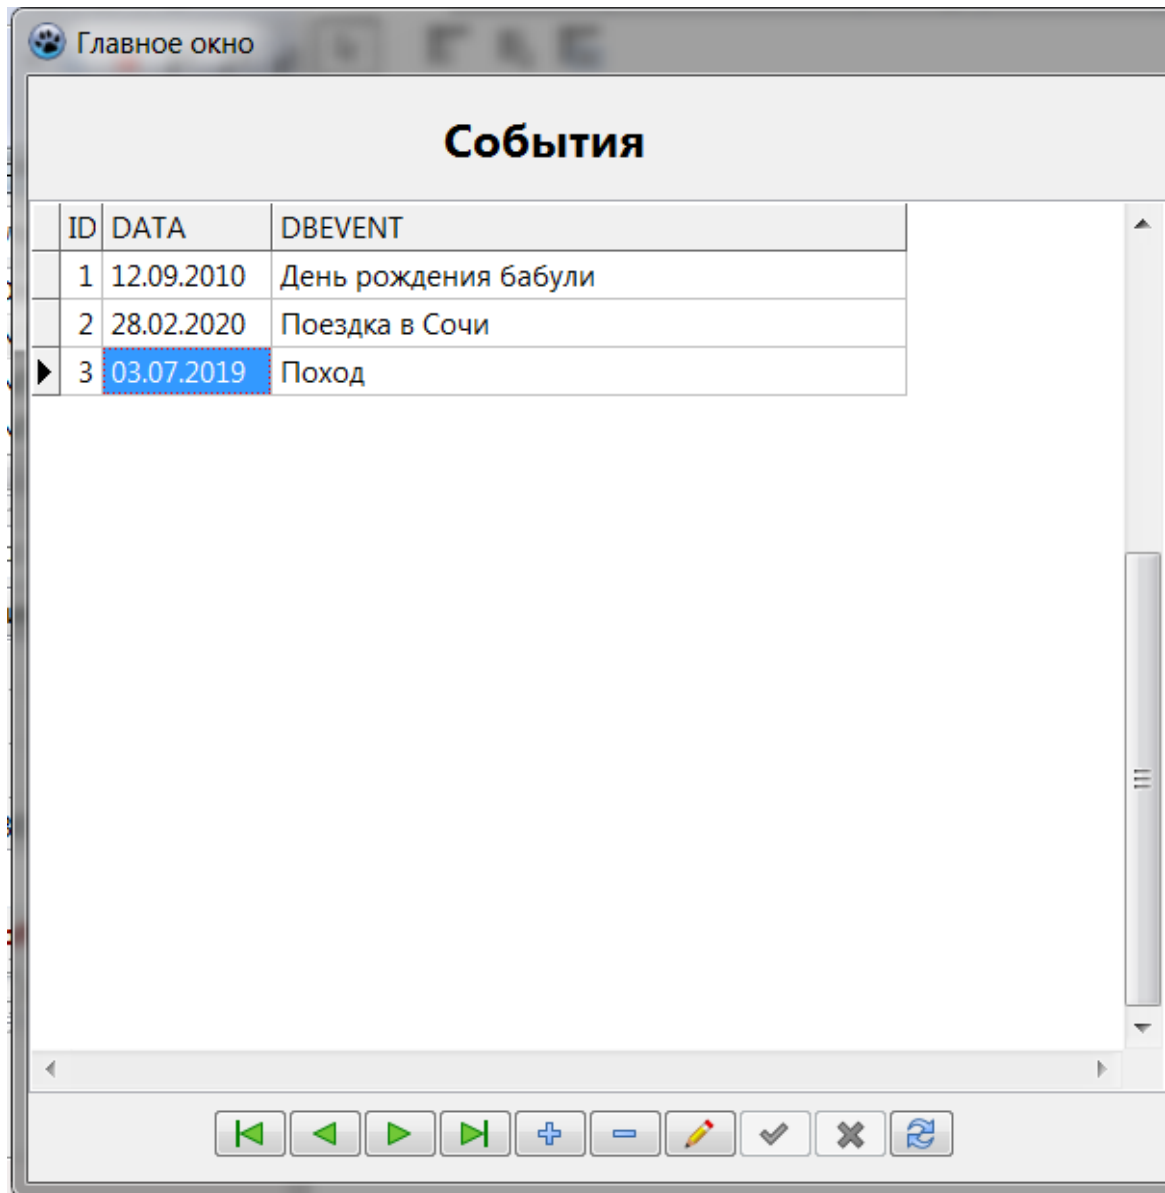 Главное окно
События
ID DATA DBEVENT
1 12.09.2010 День рождения бабули
2 28.02.2020 Поездка в Сочи
3 03.07.2019 Поход